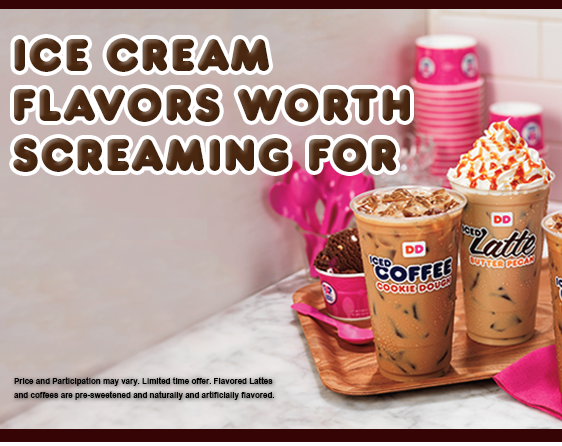 ICE CREAM
FLAVORS WORTH
SCREAMING FOR
DD
ICED
Latte
BUTTER PECAN
DD
ICED
COFFEE
COOKIE DOUGH
Price and Participation may vary. Limited time offer. Flavored Lattes
and coffees are pre-sweetened and naturally and artificially flavored.